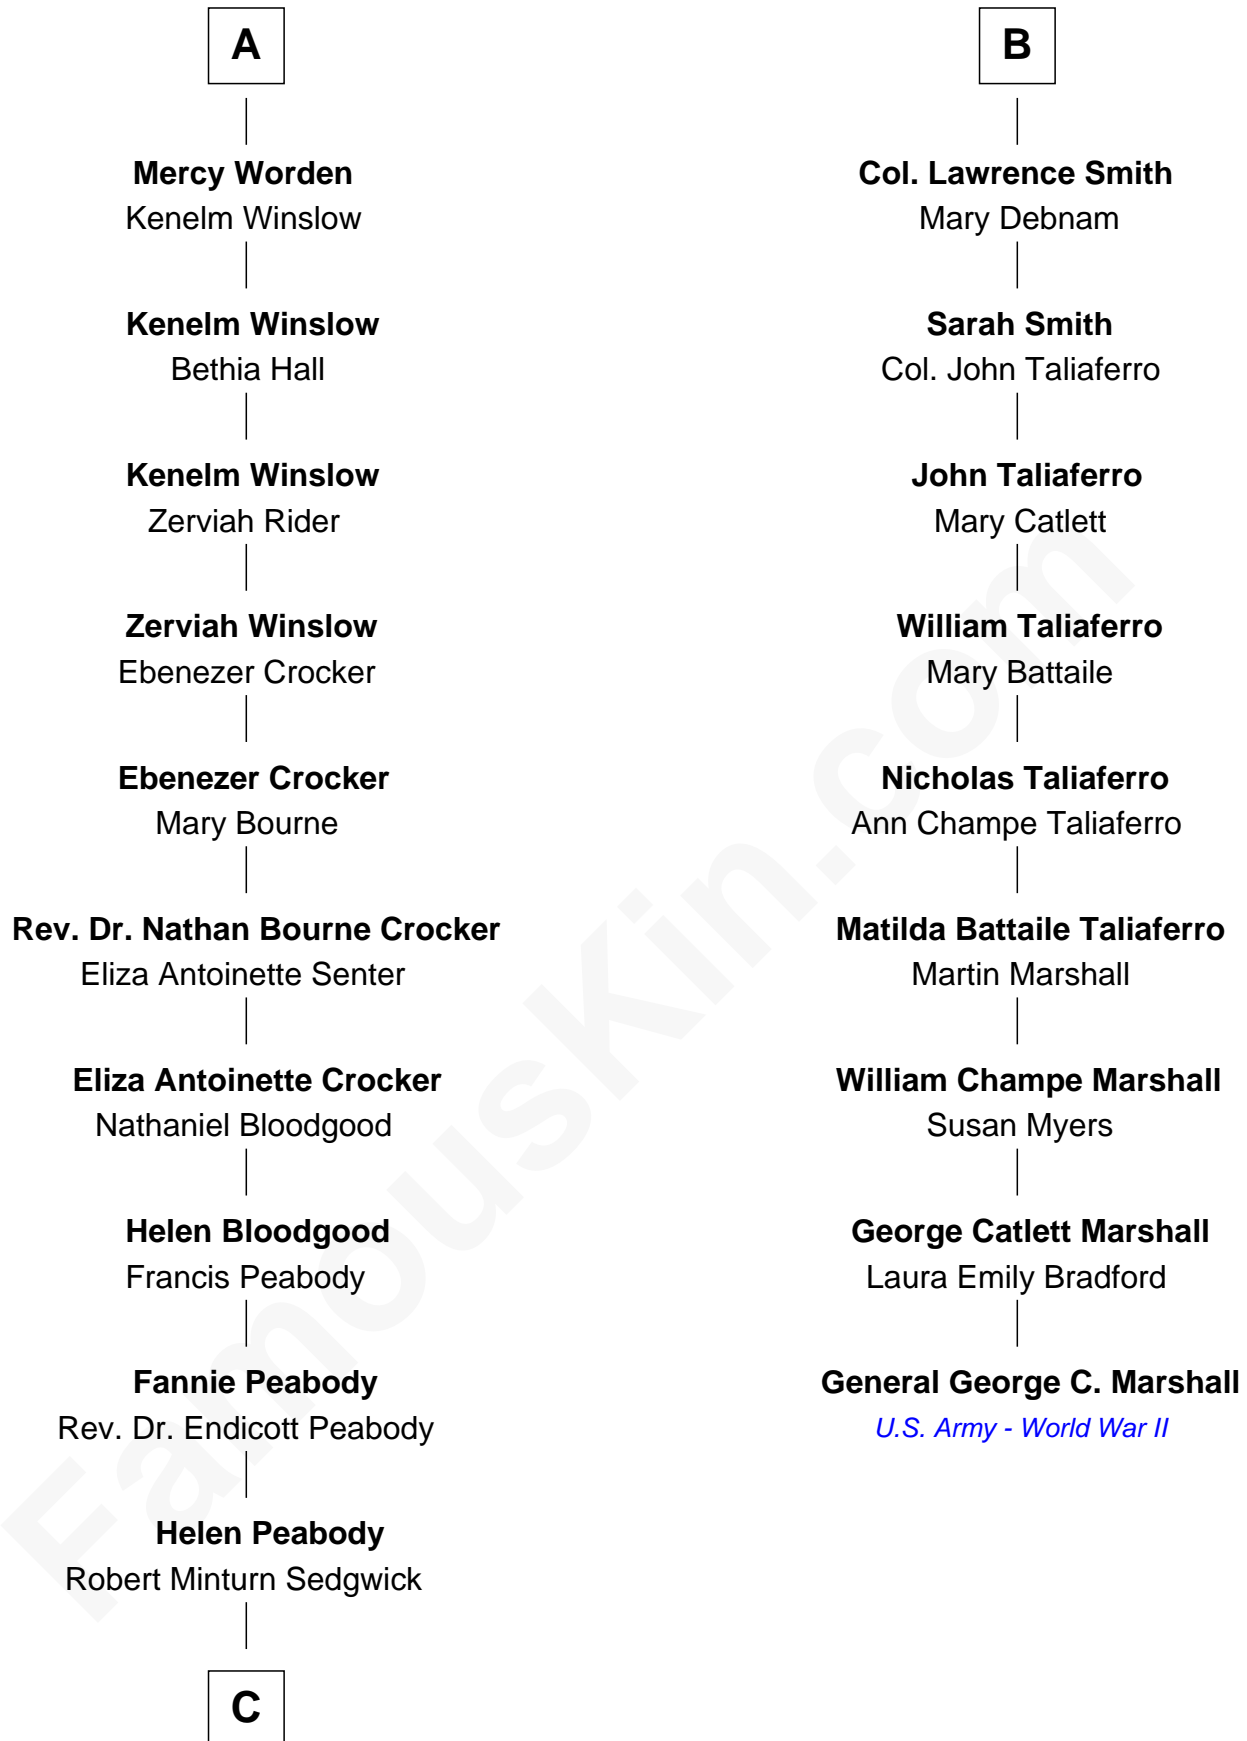 A
Mercy Worden
Kenelm Winslow
Kenelm Winslow
Bethia Hall
Kenelm Winslow
Zerviah Rider
Zerviah Winslow
Ebenezer Crocker
Ebenezer Crocker
Mary Bourne
Rev. Dr. Nathan Bourne Crocker
Eliza Antoinette Senter
Eliza Antoinette Crocker
Nathaniel Bloodgood
Helen Bloodgood
Francis Peabody
Fannie Peabody
Rev. Dr. Endicott Peabody
Helen Peabody
Robert Minturn Sedgwick
C
B
Col. Lawrence Smith
Mary Debnam
Sarah Smith
Col. John Taliaferro
John Taliaferro
Mary Catlett
William Taliaferro
Mary Battaile
Nicholas Taliaferro
Ann Champe Taliaferro
Matilda Battaile Taliaferro
Martin Marshall
William Champe Marshall
Susan Myers
George Catlett Marshall
Laura Emily Bradford
General George C. Marshall
U.S. Army - World War II
FamousKin.com